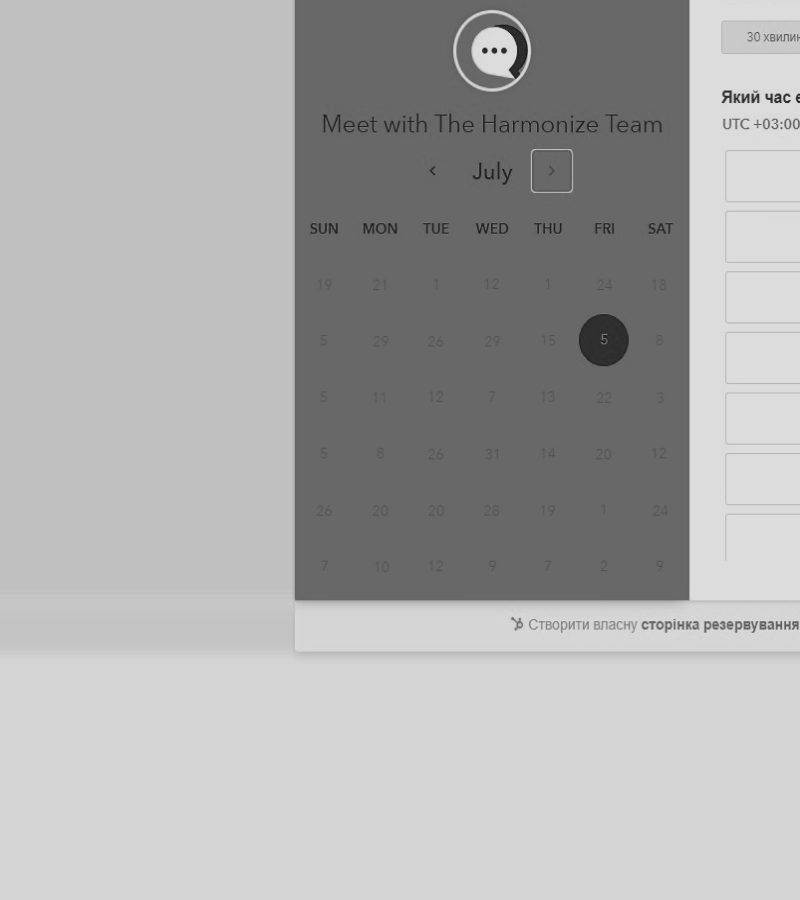 30 хвилин
Meet with The Harmonize Team
Який час
UTC +03:00
July
SUN MON TUE WED THU FRI SAT
19 21 1 12 1 24 18
5 29 26 29 15 5 8
5 11 12 7 13 22 3
5 8 26 31 14 20 12
26 20 20 28 19 1 24
7 10 12 9 7 2 9
Створити власну сторінка резервування